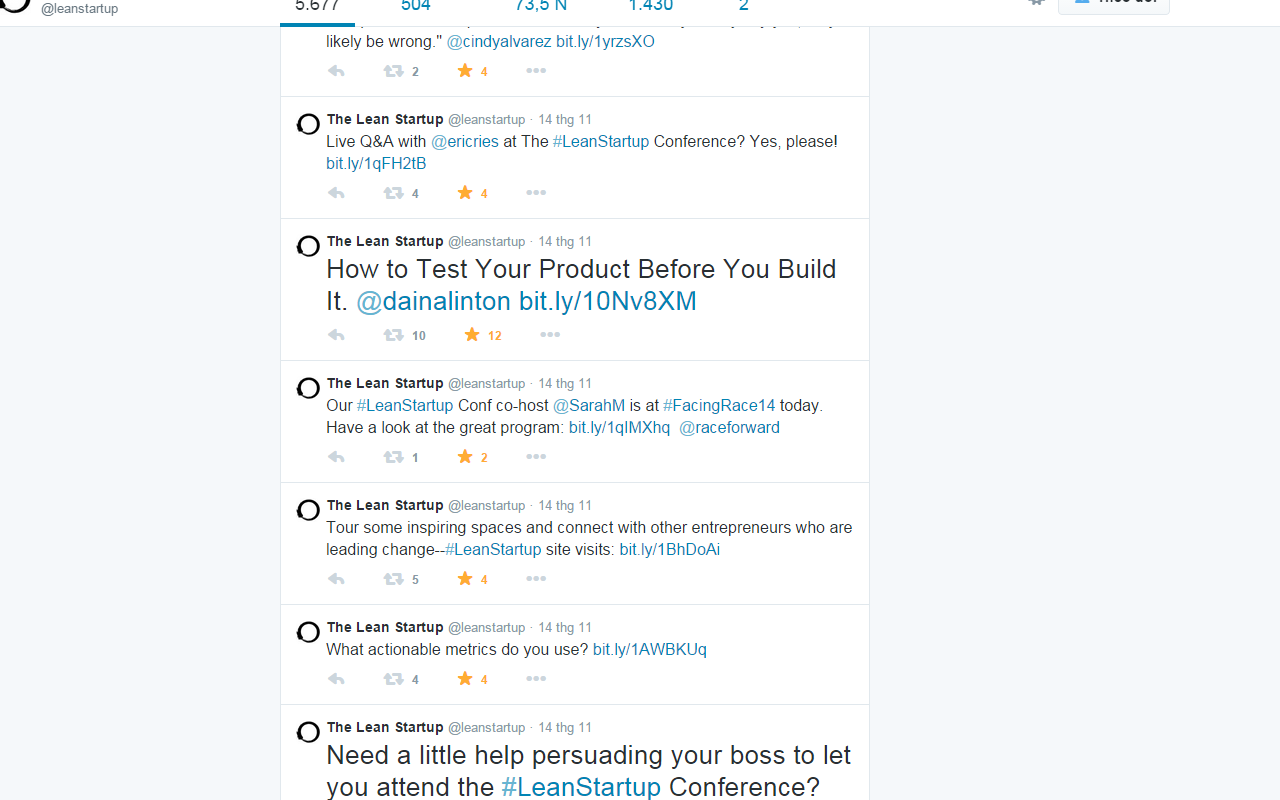 5.677 504 73,5 N 1.430 2
@leanstartup
likely be wrong." @cindyalvarez bit.ly/1yrzsXO
2 4
The Lean Startup @leanstartup · 14 thg 11
Live Q&A with @ericries at The #LeanStartup Conference? Yes, please!
bit.ly/1qFH2tB
4 4
The Lean Startup @leanstartup · 14 thg 11
How to Test Your Product Before You Build
It. @dainalinton bit.ly/10Nv8XM
10 12
The Lean Startup @leanstartup · 14 thg 11
Our #LeanStartup Conf co-host @SarahM is at #FacingRace14 today.
Have a look at the great program: bit.ly/1qIMXhq @raceforward
1 2
The Lean Startup @leanstartup · 14 thg 11
Tour some inspiring spaces and connect with other entrepreneurs who are
leading change--#LeanStartup site visits: bit.ly/1BhDoAi
5 4
The Lean Startup @leanstartup · 14 thg 11
What actionable metrics do you use? bit.ly/1AWBKUq
4 4
The Lean Startup @leanstartup · 14 thg 11
Need a little help persuading your boss to let
you attend the #LeanStartup Conference?